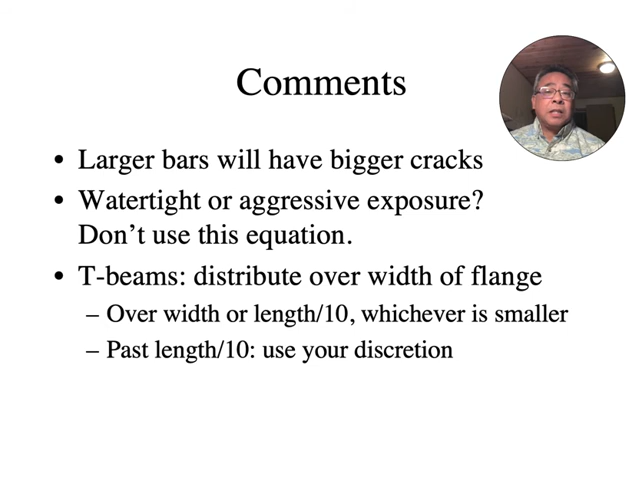 Comments
• Larger bars will have bigger cracks
• Watertight or aggressive exposure?
Don’t use this equation.
• T-beams: distribute over width of flange
– Over width or length/10, whichever is smaller
– Past length/10: use your discretion